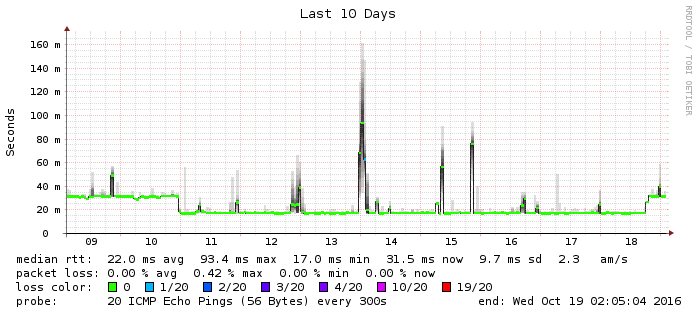 Last 10 Days
RRDTOOL / TOBI OETIKER
Seconds
160 m
140 m
120 m
100 m
80 m
60 m
40 m
20 m
0
09 10 11 12 13 14 15 16 17 18
median rtt: 22.0 ms avg 93.4 ms max 17.0 ms min 31.5 ms now 9.7 ms sd 2.3 am/s
packet loss: 0.00 % avg 0.42 % max 0.00 % min 0.00 % now
loss color: 0 1/20 2/20 3/20 4/20 10/20 19/20
probe: 20 ICMP Echo Pings (56 Bytes) every 300s end: Wed Oct 19 02:05:04 2016